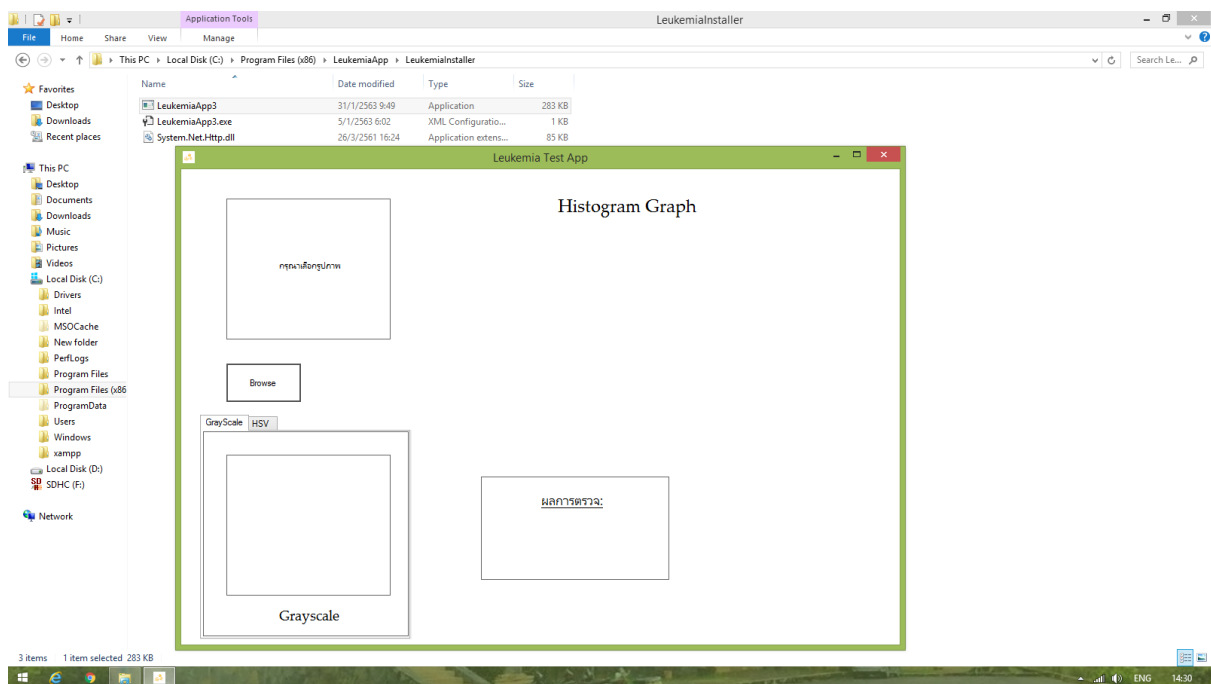 Application Tools
LeukemiaInstaller
File Home Share View Manage
This PC Local Disk (C:) Program Files (x86) LeukemiaApp LeukemiaInstaller
Search Le...
Name Date modified Type Size
LeukemiaApp3 31/1/2563 9:49 Application 283 KB
LeukemiaApp3.exe 5/1/2563 6:02 XML Configuratio... 1 KB
System.Net.Http.dll 26/3/2561 16:24 Application extens... 85 KB
Favorites
Desktop
Downloads
Recent places
This PC
Desktop
Documents
Downloads
Music
Pictures
Videos
Local Disk (C:)
Drivers
Intel
MSOCache
New folder
PerfLogs
Program Files
Program Files (x86
ProgramData
Users
Windows
xampp
Local Disk (D:)
SDHC (F:)
Network
Leukemia Test App
Histogram Graph
กรุณาเลือกรูปภาพ
Browse
GrayScale HSV
ผลการตรวจ:
Grayscale
3 items 1 item selected 283 KB
ENG 14:30